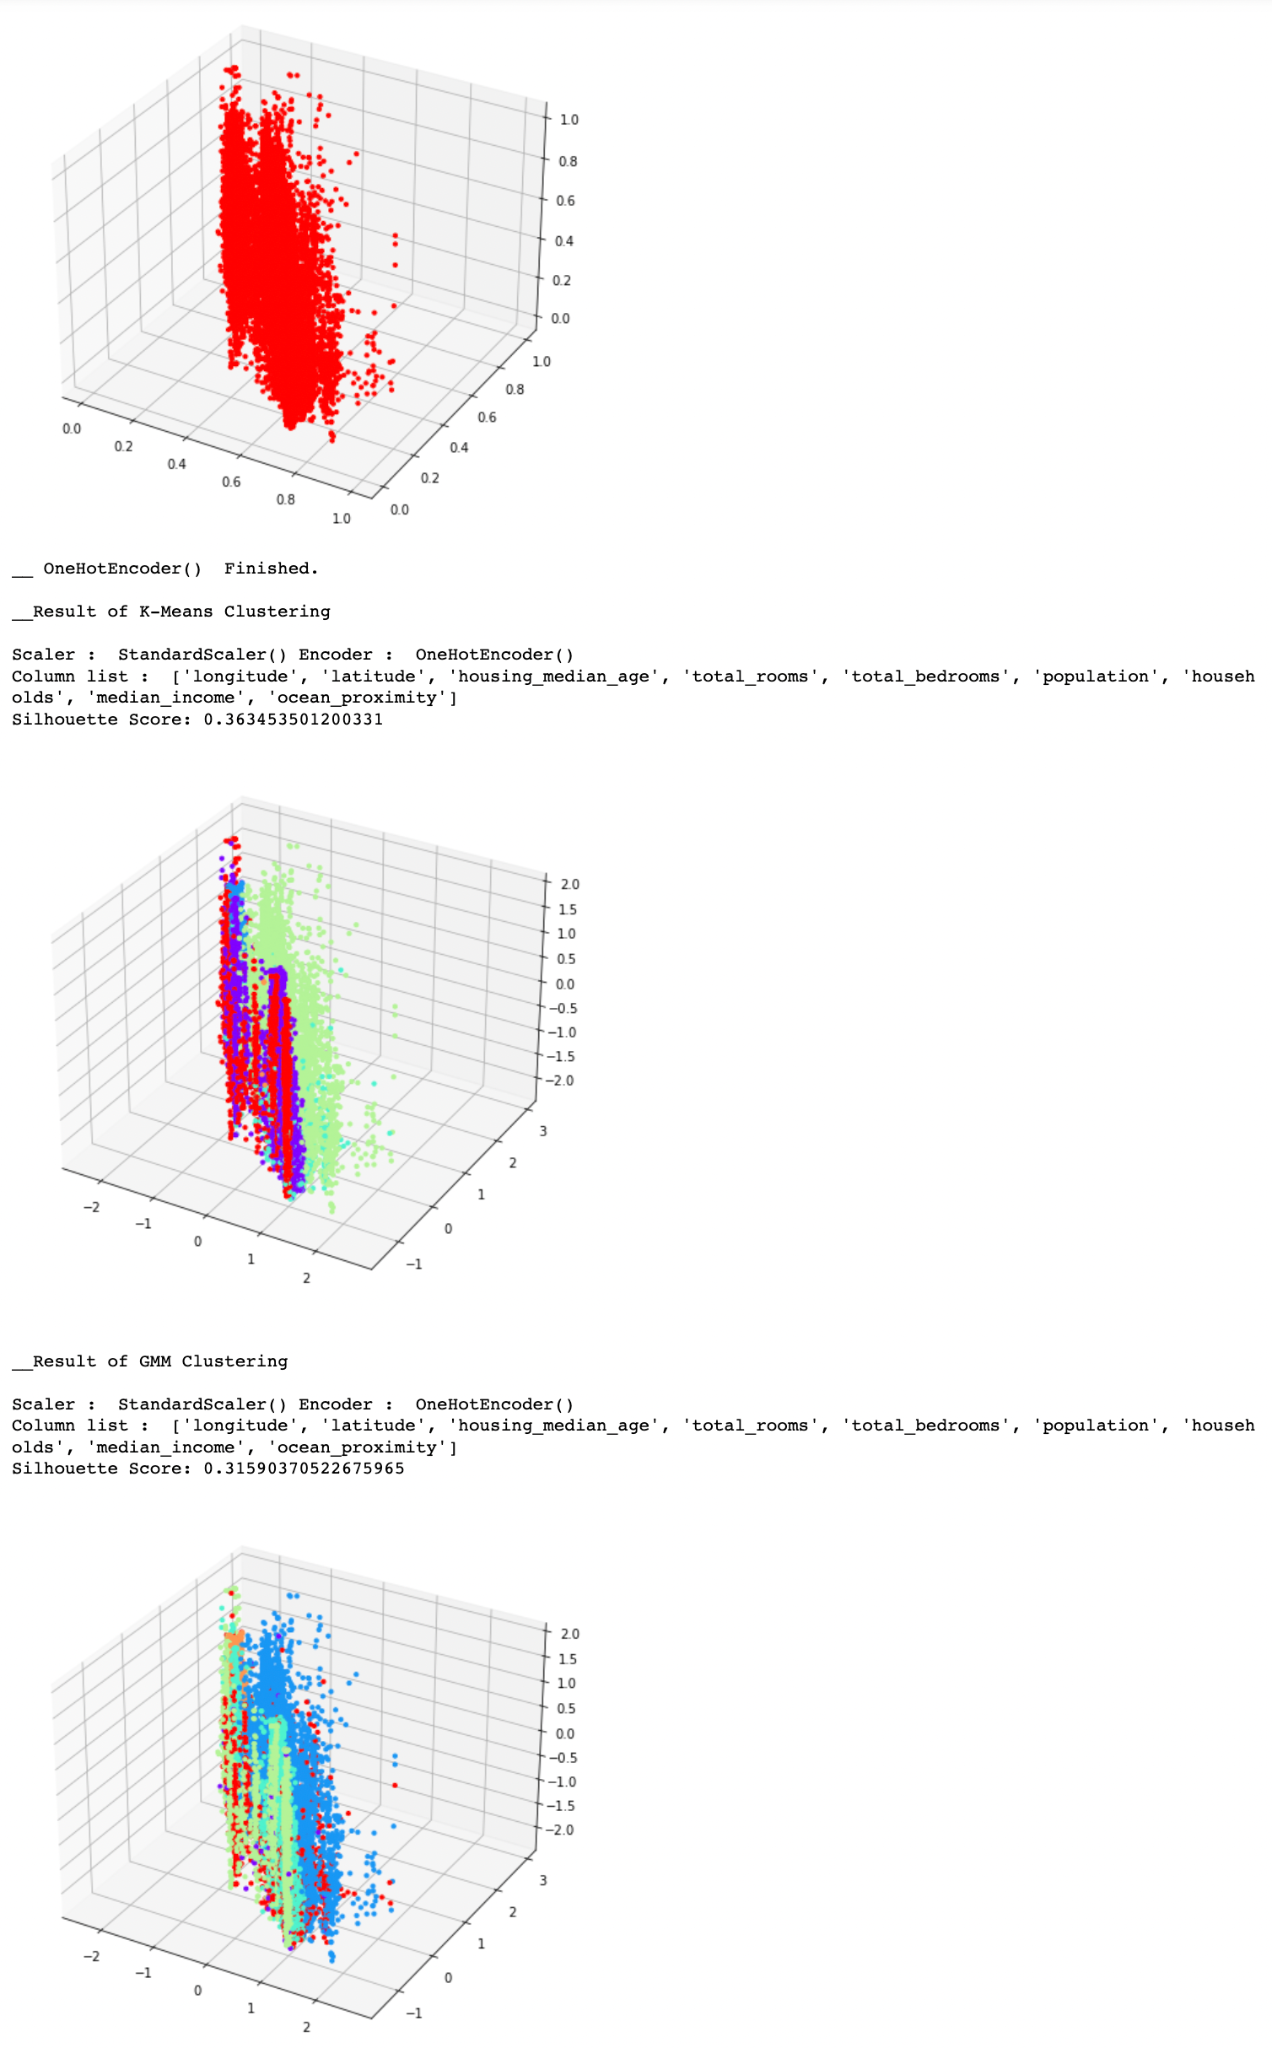 1.0
0.8
0.6
0.4
0.2
0.0
0.0 0.2 0.4 0.6 0.8 1.0
0.0 0.2 0.4 0.6 0.8 1.0
__ OneHotEncoder()  Finished.
__Result of K-Means Clustering
Scaler :  StandardScaler() Encoder :  OneHotEncoder()
Column list :  ['longitude', 'latitude', 'housing_median_age', 'total_rooms', 'total_bedrooms', 'population', 'househ
olds', 'median_income', 'ocean_proximity']
Silhouette Score: 0.363453501200331
2.0
1.5
1.0
0.5
0.0
−0.5
−1.0
−1.5
−2.0
−2 −1 0 1 2
−1 0 1 2 3
__Result of GMM Clustering
Scaler :  StandardScaler() Encoder :  OneHotEncoder()
Column list :  ['longitude', 'latitude', 'housing_median_age', 'total_rooms', 'total_bedrooms', 'population', 'househ
olds', 'median_income', 'ocean_proximity']
Silhouette Score: 0.31590370522675965
2.0
1.5
1.0
0.5
0.0
−0.5
−1.0
−1.5
−2.0
−2 −1 0 1 2
−1 0 1 2 3